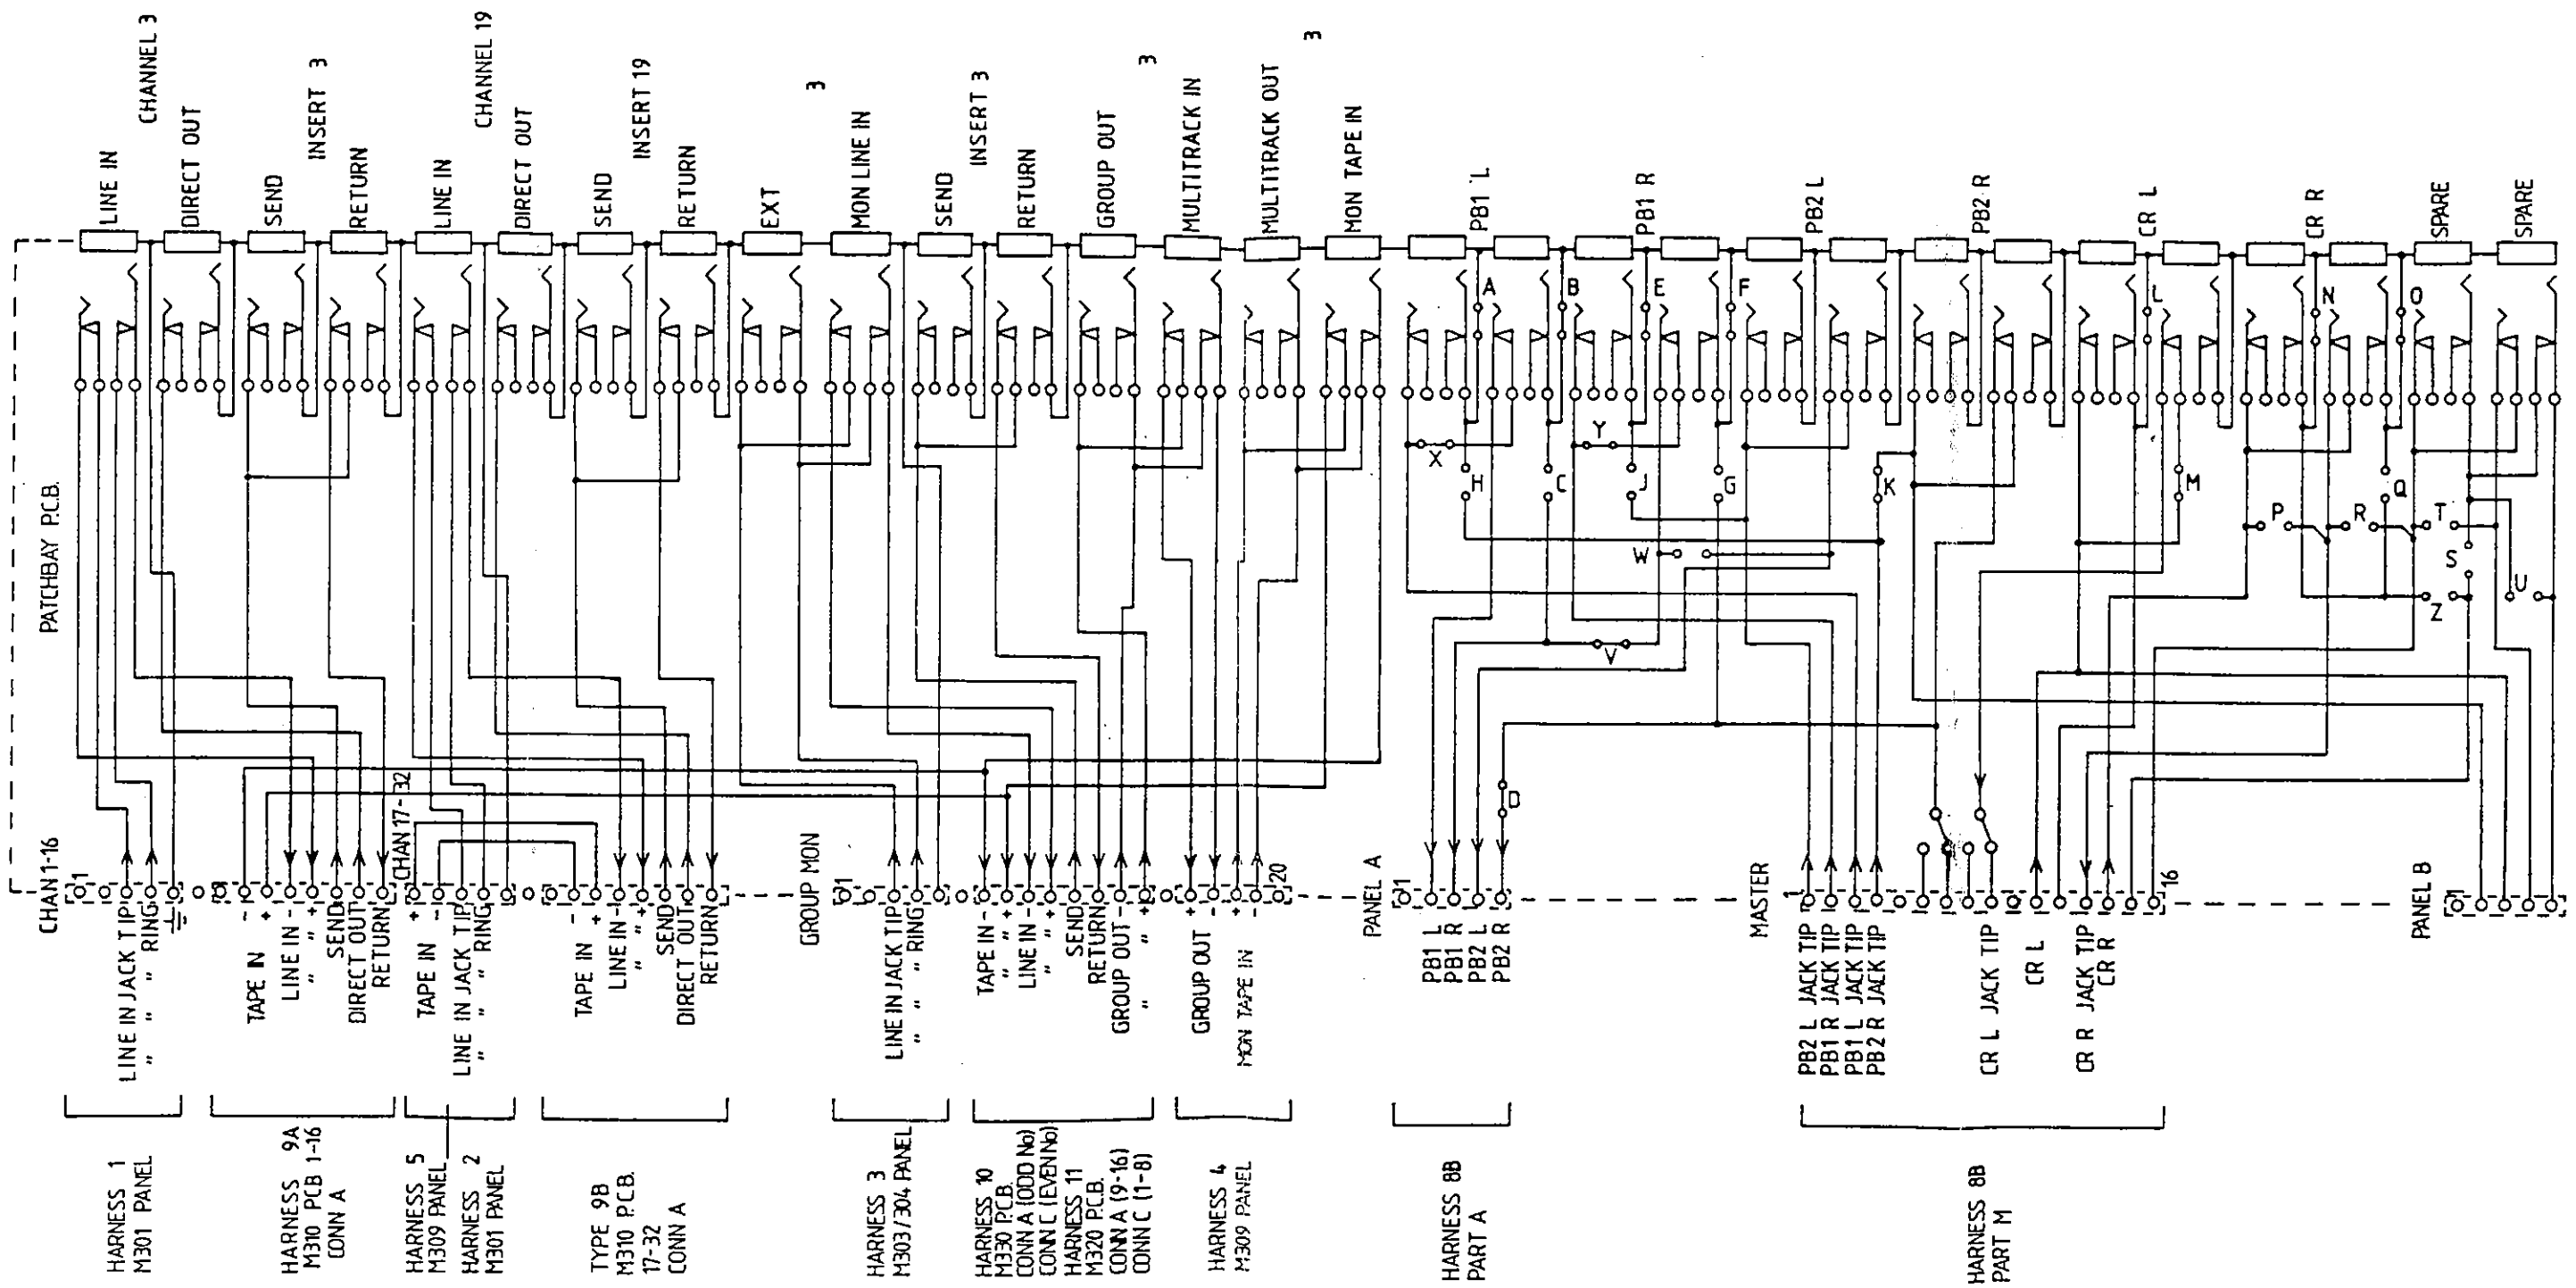 CHANNEL 3
LINE IN
DIRECT OUT
INSERT 3
SEND
RETURN
CHANNEL 19
LINE IN
DIRECT OUT
INSERT 19
SEND
RETURN
3
EXT
MON LINE IN
INSERT 3
SEND
RETURN
3
GROUP OUT
MULTITRACK IN
3
MULTITRACK OUT
MON TAPE IN
PB1 L
PB1 R
PB2 L
PB2 R
CR L
CR R
SPARE
SPARE
A
B
E
F
L
N
O
X
H
C
Y
J
G
K
M
Q
P
R
T
S
U
Z
W
V
D
PATCHBAY P.C.B.
CHAN 1-16
1
CHAN 17-32
GROUP MON
1
20
PANEL A
1
MASTER
1
16
PANEL B
1
LINE IN JACK TIP
" " " RING
TAPE IN -
" +
LINE IN -
" " +
SEND
DIRECT OUT
RETURN
TAPE IN +
" -
LINE IN JACK TIP
" " " RING
TAPE IN -
" +
LINE IN -
" " +
SEND
DIRECT OUT
RETURN
LINE IN JACK TIP
" " " RING
TAPE IN -
" " +
LINE IN -
" " +
SEND
RETURN
GROUP OUT -
" " +
GROUP OUT +
-
MON TAPE IN +
-
PB1 L
PB1 R
PB2 L
PB2 R
PB2 L JACK TIP
PB1 R JACK TIP
PB1 L JACK TIP
PB2 R JACK TIP
CR L JACK TIP
CR L
CR R JACK TIP
CR R
HARNESS 1
M301 PANEL
HARNESS 9A
M310 PCB 1-16
CONN A
HARNESS 5
M309 PANEL
HARNESS 2
M301 PANEL
TYPE 9B
M310 P.C.B.
17-32
CONN A
HARNESS 3
M303/304 PANEL
HARNESS 10
M330 P.C.B.
CONN A (ODD No)
CONN C (EVEN No)
HARNESS 11
M320 P.C.B.
CONN A (9-16)
CONN C (1-8)
HARNESS 4
M309 PANEL
HARNESS 8B
PART A
HARNESS 8B
PART M